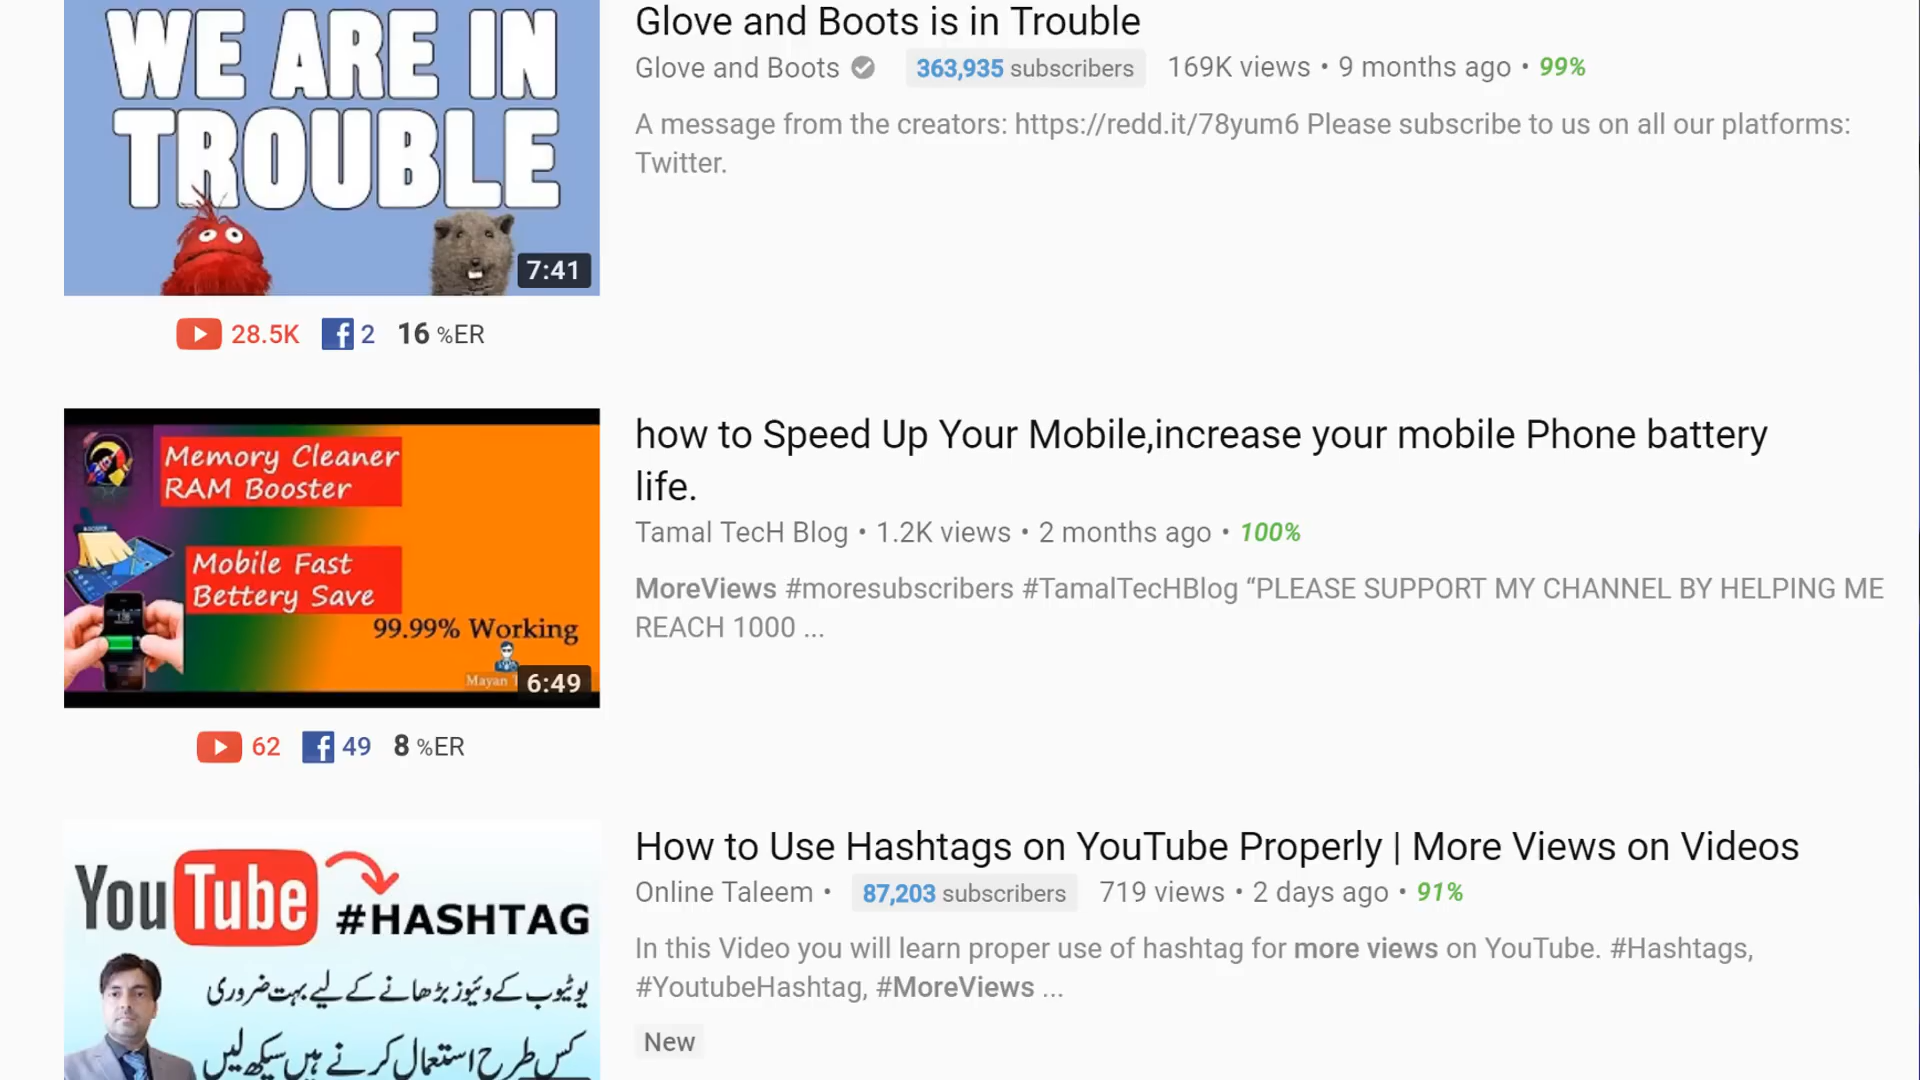 WE ARE IN
TROUBLE
7:41
28.5K 2 16 %ER
Glove and Boots is in Trouble
Glove and Boots 363,935 subscribers 169K views • 9 months ago • 99%
A message from the creators: https://redd.it/78yum6 Please subscribe to us on all our platforms:
Twitter.
Memory Cleaner
RAM Booster
Mobile Fast
Bettery Save
99.99% Working
Mayan
6:49
62 49 8 %ER
how to Speed Up Your Mobile,increase your mobile Phone battery
life.
Tamal TecH Blog • 1.2K views • 2 months ago • 100%
MoreViews #moresubscribers #TamalTecHBlog “PLEASE SUPPORT MY CHANNEL BY HELPING ME
REACH 1000 ...
YouTube
#HASHTAG
یوٹیوب کے ویوز بڑھانے کے لیے بہت ضروری
کس طرح استعمال کرنے ہیں سیکھ لیں
How to Use Hashtags on YouTube Properly | More Views on Videos
Online Taleem • 87,203 subscribers 719 views • 2 days ago • 91%
In this Video you will learn proper use of hashtag for more views on YouTube. #Hashtags,
#YoutubeHashtag, #MoreViews ...
New